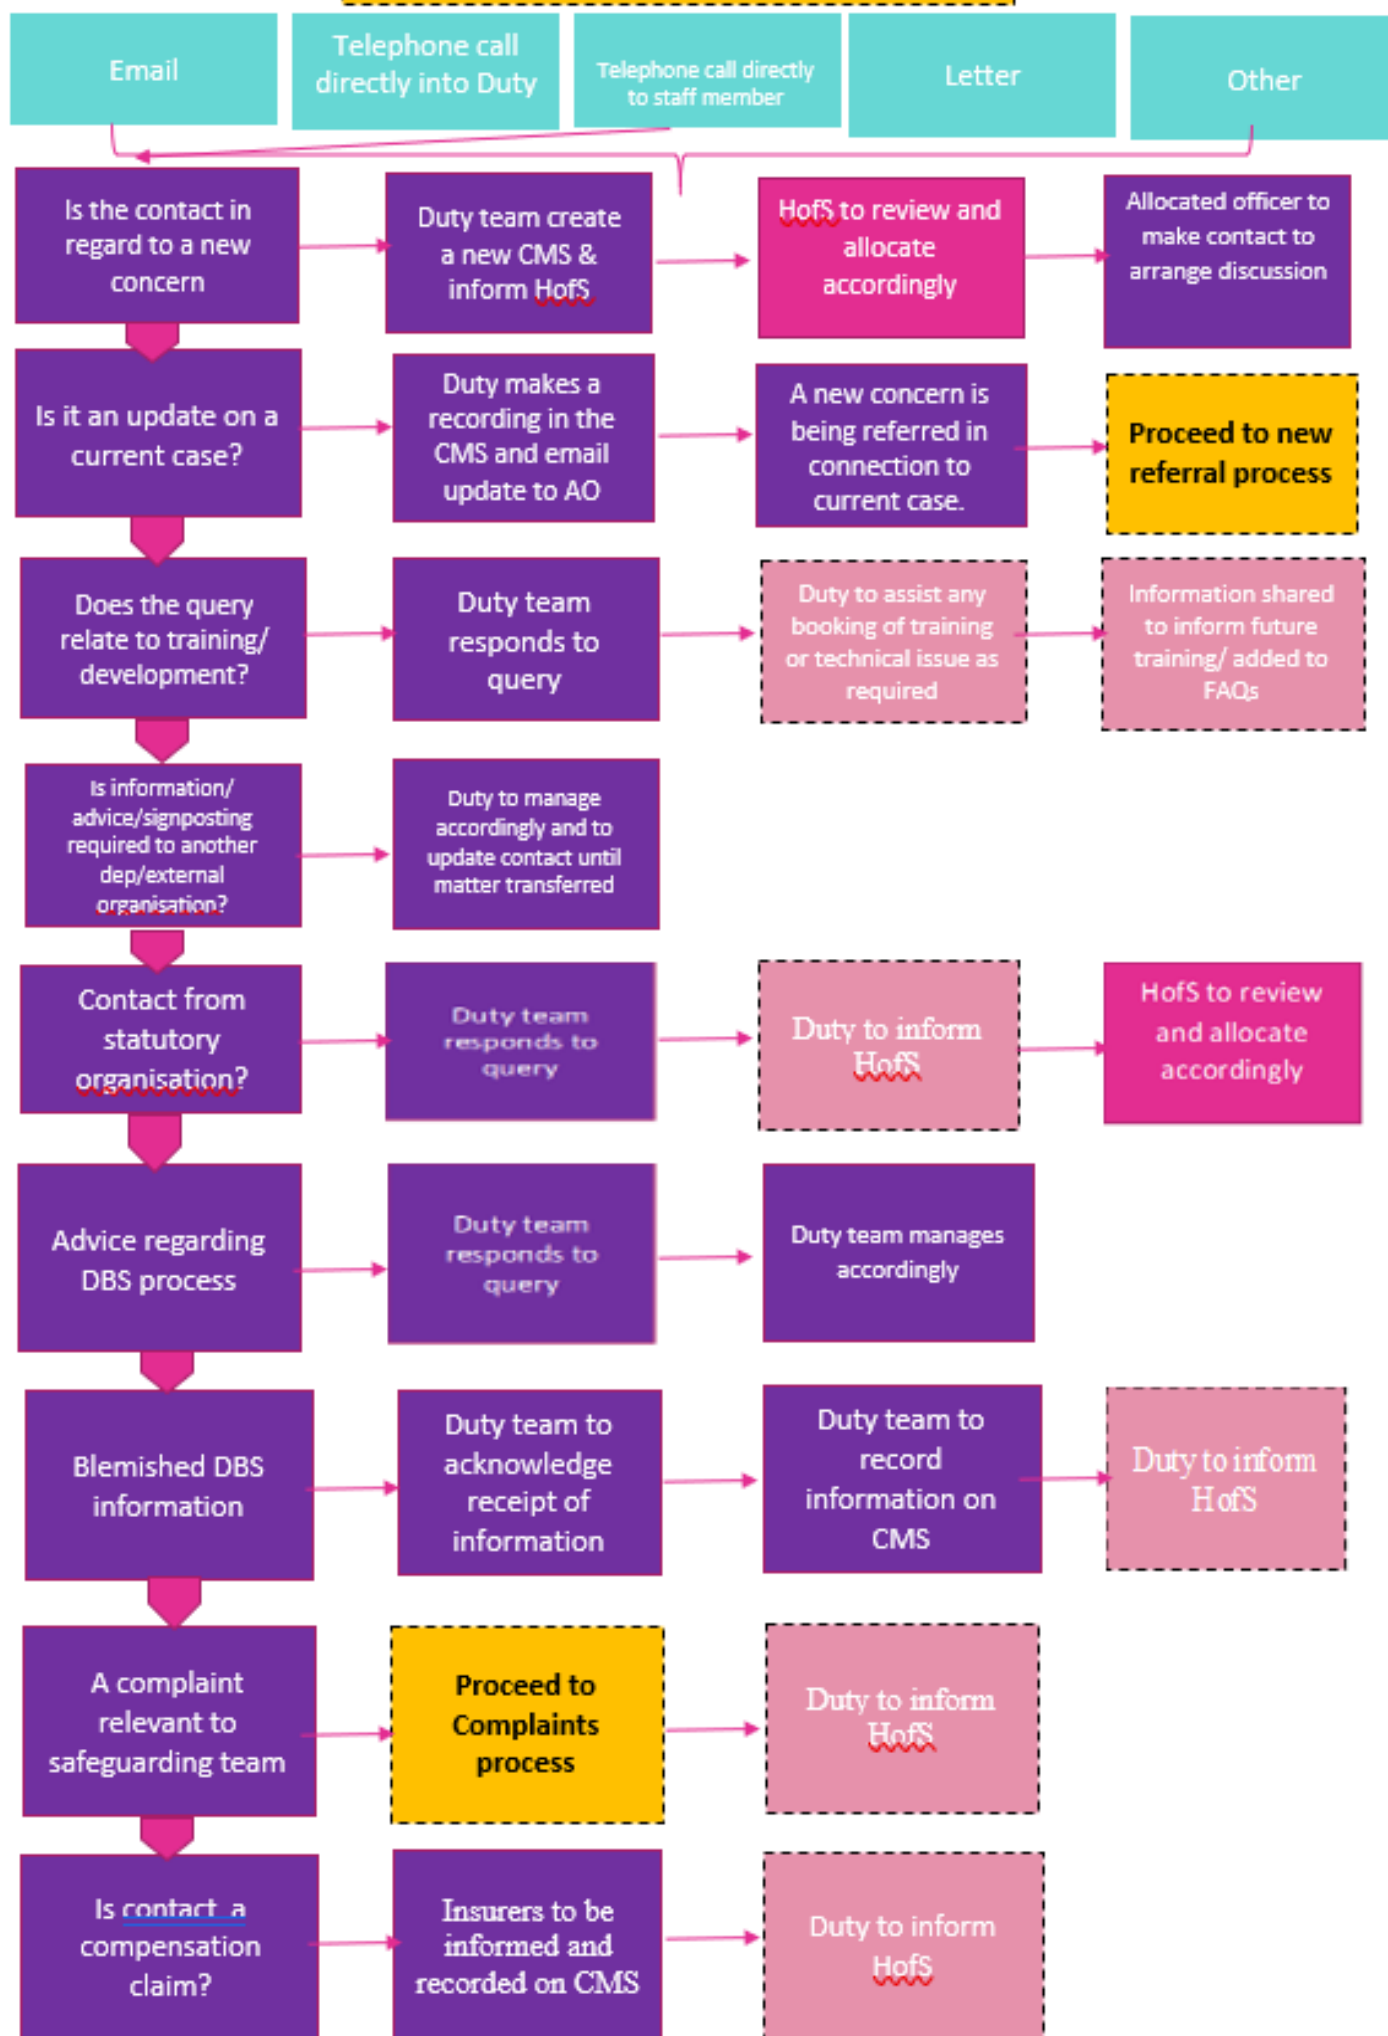 Email
Telephone call
directly into Duty
Telephone call directly
to staff member
Letter
Other
Is the contact in
regard to a new
concern
Duty team create
a new CMS &
inform HofS
HofS to review and
allocate
accordingly
Allocated officer to
make contact to
arrange discussion
Is it an update on a
current case?
Duty makes a
recording in the
CMS and email
update to AO
A new concern is
being referred in
connection to
current case.
Proceed to new
referral process
Does the query
relate to training/
development?
Duty team
responds to
query
Duty to assist any
booking of training
or technical issue as
required
Information shared
to inform future
training/ added to
FAQs
Is information/
advice/signposting
required to another
dep/external
organisation?
Duty to manage
accordingly and to
update contact until
matter transferred
Contact from
statutory
organisation?
Duty team
responds to
query
Duty to inform
HofS
HofS to review
and allocate
accordingly
Advice regarding
DBS process
Duty team
responds to
query
Duty team manages
accordingly
Blemished DBS
information
Duty team to
acknowledge
receipt of
information
Duty team to
record
information on
CMS
Duty to inform
HofS
A complaint
relevant to
safeguarding team
Proceed to
Complaints
process
Duty to inform
HofS
Is contact a
compensation
claim?
Insurers to be
informed and
recorded on CMS
Duty to inform
HofS